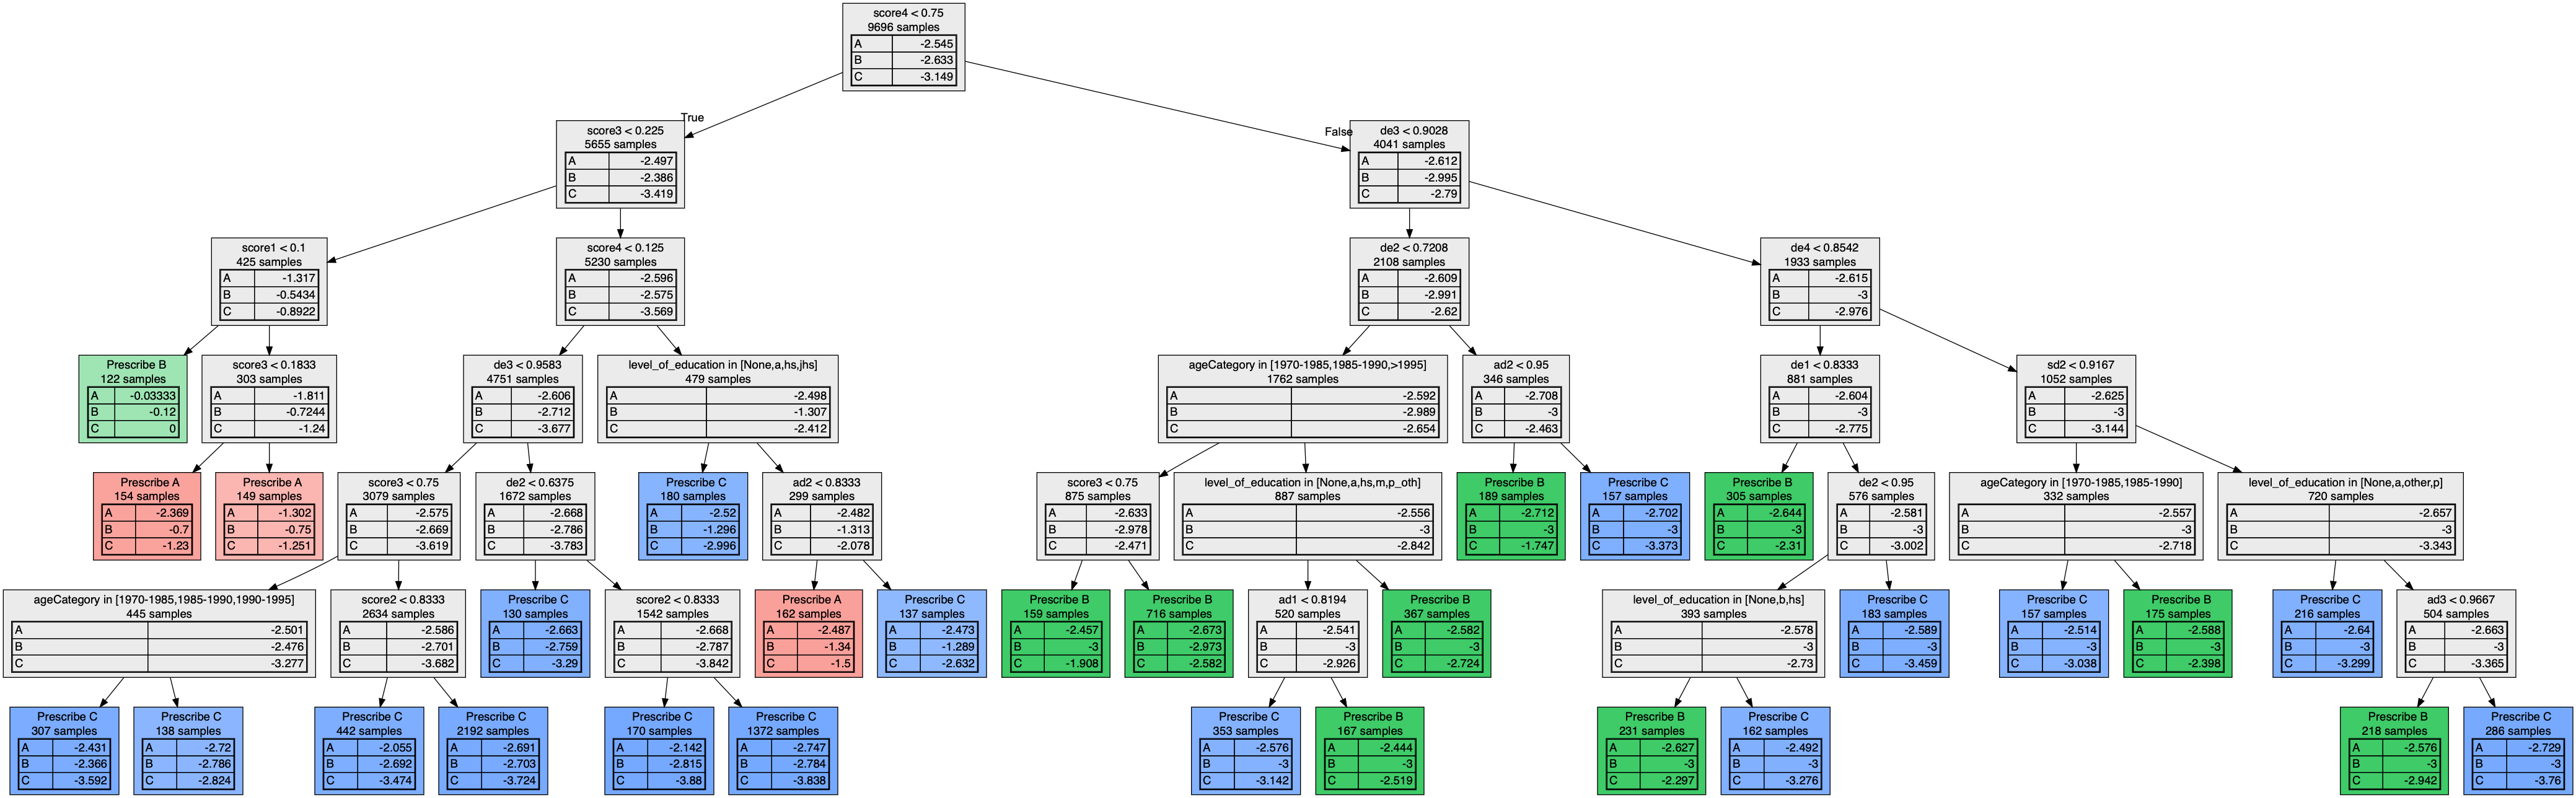 score4 < 0.75
9696 samples
A -2.545
B -2.633
C -3.149
True
False
score3 < 0.225
5655 samples
A -2.497
B -2.386
C -3.419
de3 < 0.9028
4041 samples
A -2.612
B -2.995
C -2.79
score1 < 0.1
425 samples
A -1.317
B -0.5434
C -0.8922
score4 < 0.125
5230 samples
A -2.596
B -2.575
C -3.569
de2 < 0.7208
2108 samples
A -2.609
B -2.991
C -2.62
de4 < 0.8542
1933 samples
A -2.615
B -3
C -2.976
Prescribe B
122 samples
A -0.03333
B -0.12
C 0
score3 < 0.1833
303 samples
A -1.811
B -0.7244
C -1.24
de3 < 0.9583
4751 samples
A -2.606
B -2.712
C -3.677
level_of_education in [None,a,hs,jhs]
479 samples
A -2.498
B -1.307
C -2.412
ageCategory in [1970-1985,1985-1990,>1995]
1762 samples
A -2.592
B -2.989
C -2.654
ad2 < 0.95
346 samples
A -2.708
B -3
C -2.463
de1 < 0.8333
881 samples
A -2.604
B -3
C -2.775
sd2 < 0.9167
1052 samples
A -2.625
B -3
C -3.144
Prescribe A
154 samples
A -2.369
B -0.7
C -1.23
Prescribe A
149 samples
A -1.302
B -0.75
C -1.251
score3 < 0.75
3079 samples
A -2.575
B -2.669
C -3.619
de2 < 0.6375
1672 samples
A -2.668
B -2.786
C -3.783
Prescribe C
180 samples
A -2.52
B -1.296
C -2.996
ad2 < 0.8333
299 samples
A -2.482
B -1.313
C -2.078
score3 < 0.75
875 samples
A -2.633
B -2.978
C -2.471
level_of_education in [None,a,hs,m,p_oth]
887 samples
A -2.556
B -3
C -2.842
Prescribe B
189 samples
A -2.712
B -3
C -1.747
Prescribe C
157 samples
A -2.702
B -3
C -3.373
Prescribe B
305 samples
A -2.644
B -3
C -2.31
de2 < 0.95
576 samples
A -2.581
B -3
C -3.002
ageCategory in [1970-1985,1985-1990]
332 samples
A -2.557
B -3
C -2.718
level_of_education in [None,a,other,p]
720 samples
A -2.657
B -3
C -3.343
ageCategory in [1970-1985,1985-1990,1990-1995]
445 samples
A -2.501
B -2.476
C -3.277
score2 < 0.8333
2634 samples
A -2.586
B -2.701
C -3.682
Prescribe C
130 samples
A -2.663
B -2.759
C -3.29
score2 < 0.8333
1542 samples
A -2.668
B -2.787
C -3.842
Prescribe A
162 samples
A -2.487
B -1.34
C -1.5
Prescribe C
137 samples
A -2.473
B -1.289
C -2.632
Prescribe B
159 samples
A -2.457
B -3
C -1.908
Prescribe B
716 samples
A -2.673
B -2.973
C -2.582
ad1 < 0.8194
520 samples
A -2.541
B -3
C -2.926
Prescribe B
367 samples
A -2.582
B -3
C -2.724
level_of_education in [None,b,hs]
393 samples
A -2.578
B -3
C -2.73
Prescribe C
183 samples
A -2.589
B -3
C -3.459
Prescribe C
157 samples
A -2.514
B -3
C -3.038
Prescribe B
175 samples
A -2.588
B -3
C -2.398
Prescribe C
216 samples
A -2.64
B -3
C -3.299
ad3 < 0.9667
504 samples
A -2.663
B -3
C -3.365
Prescribe C
307 samples
A -2.431
B -2.366
C -3.592
Prescribe C
138 samples
A -2.72
B -2.786
C -2.824
Prescribe C
442 samples
A -2.055
B -2.692
C -3.474
Prescribe C
2192 samples
A -2.691
B -2.703
C -3.724
Prescribe C
170 samples
A -2.142
B -2.815
C -3.88
Prescribe C
1372 samples
A -2.747
B -2.784
C -3.838
Prescribe C
353 samples
A -2.576
B -3
C -3.142
Prescribe B
167 samples
A -2.444
B -3
C -2.519
Prescribe B
231 samples
A -2.627
B -3
C -2.297
Prescribe C
162 samples
A -2.492
B -3
C -3.276
Prescribe B
218 samples
A -2.576
B -3
C -2.942
Prescribe C
286 samples
A -2.729
B -3
C -3.76